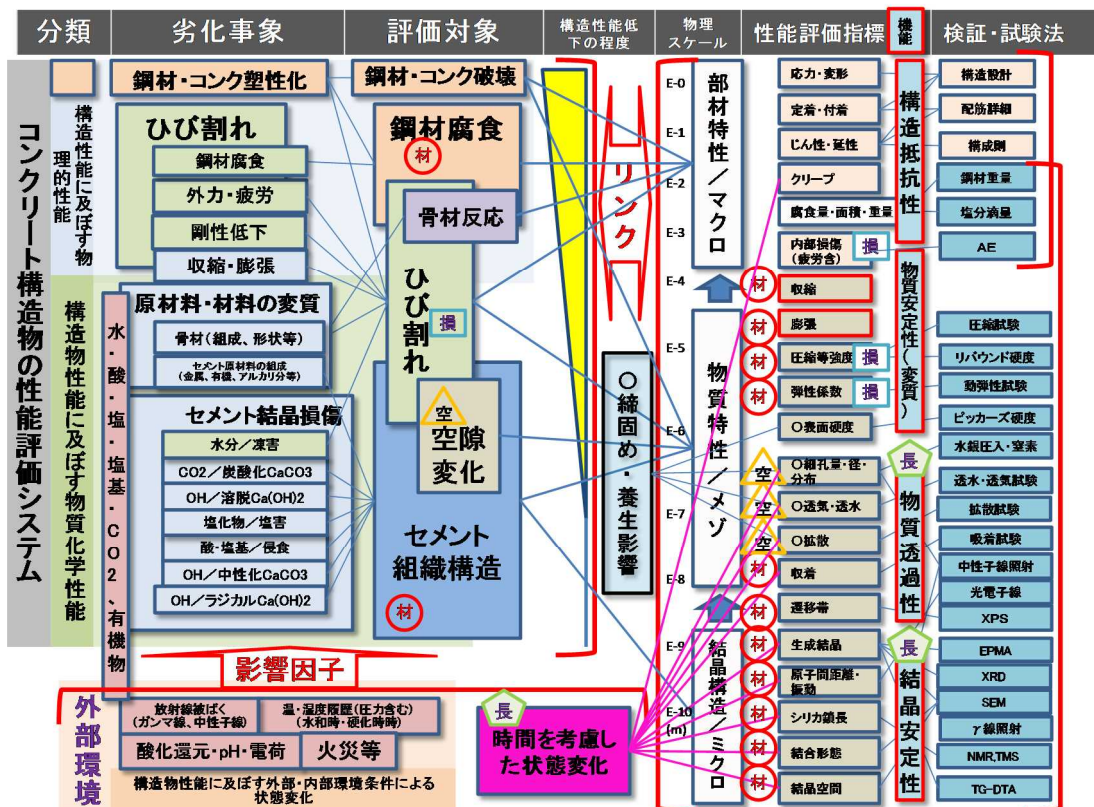 分類
劣化事象
評価対象
構造性能低
下の程度
物理
スケール
性能評価指標
機能
検証・試験法
コンクリート構造物の性能評価システム
構造性能に及ぼす物
理的性能
構造物性能に及ぼす物質化学性能
鋼材・コンク塑性化
ひび割れ
鋼材腐食
外力・疲労
剛性低下
収縮・膨張
水・酸・塩・塩基・CO2、有機物
原材料・材料の変質
骨材(組成、形状等)
セメント原材料の組成
(金属、有機、アルカリ分等)
セメント結晶損傷
水分/凍害
CO2/炭酸化CaCO3
OH/溶脱Ca(OH)2
塩化物/塩害
酸-塩基/侵食
OH/中性化CaCO3
OH/ラジカルCa(OH)2
鋼材・コンク破壊
鋼材腐食
材
骨材反応
ひび割れ
損
空
空隙
変化
セメント
組織構造
材
リンク
○締固め・養生影響
E-0
E-1
E-2
E-3
E-4
E-5
E-6
E-7
E-8
E-9
E-10
(m)
部材特性/マクロ
物質特性/メゾ
結晶構造/ミクロ
応力・変形
定着・付着
じん性・延性
クリープ
腐食量・面積・重量
内部損傷
(疲労含)
損
材
収縮
材
膨張
材
圧縮等強度
損
材
弾性係数
損
○表面硬度
空
○細孔量・径・
分布
空
○透気・透水
空
○拡散
材
収着
材
遷移帯
材
生成結晶
材
原子間距離・
振動
材
シリカ鎖長
材
結合形態
材
結晶空間
構造抵抗性
物質安定性(変質)
長
物質透過性
長
結晶安定性
構造設計
配筋詳細
構成則
鋼材重量
塩分滴量
AE
圧縮試験
リバウンド硬度
動弾性試験
ビッカーズ硬度
水銀圧入・窒素
透水・透気試験
拡散試験
吸着試験
中性子線照射
光電子線
XPS
EPMA
XRD
SEM
γ線照射
NMR,TMS
TG-DTA
影響因子
外部環境
放射線被ばく
(ガンマ線、中性子線)
温・湿度履歴(圧力含む)
(水和時・硬化時時)
酸化還元・pH・電荷
火災等
構造物性能に及ぼす外部・内部環境条件による
状態変化
長
時間を考慮し
た状態変化